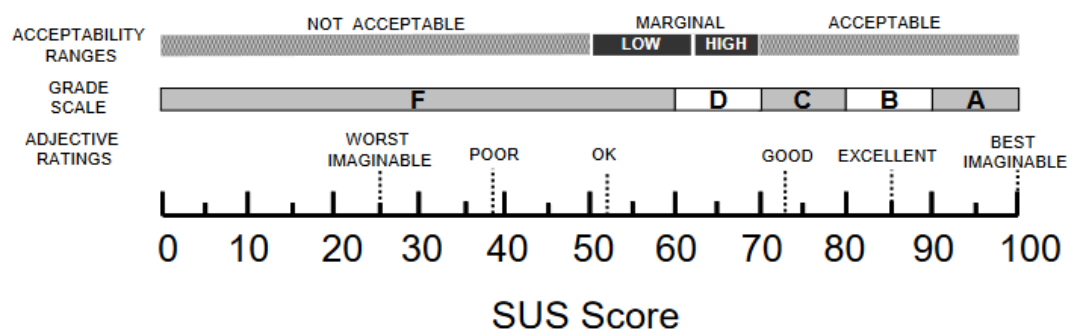 NOT ACCEPTABLE
MARGINAL
ACCEPTABLE
ACCEPTABILITY
RANGES
LOW
HIGH
GRADE
SCALE
F
D
C
B
A
ADJECTIVE
RATINGS
WORST
IMAGINABLE
POOR
OK
GOOD
EXCELLENT
BEST
IMAGINABLE
0 10 20 30 40 50 60 70 80 90 100
SUS Score